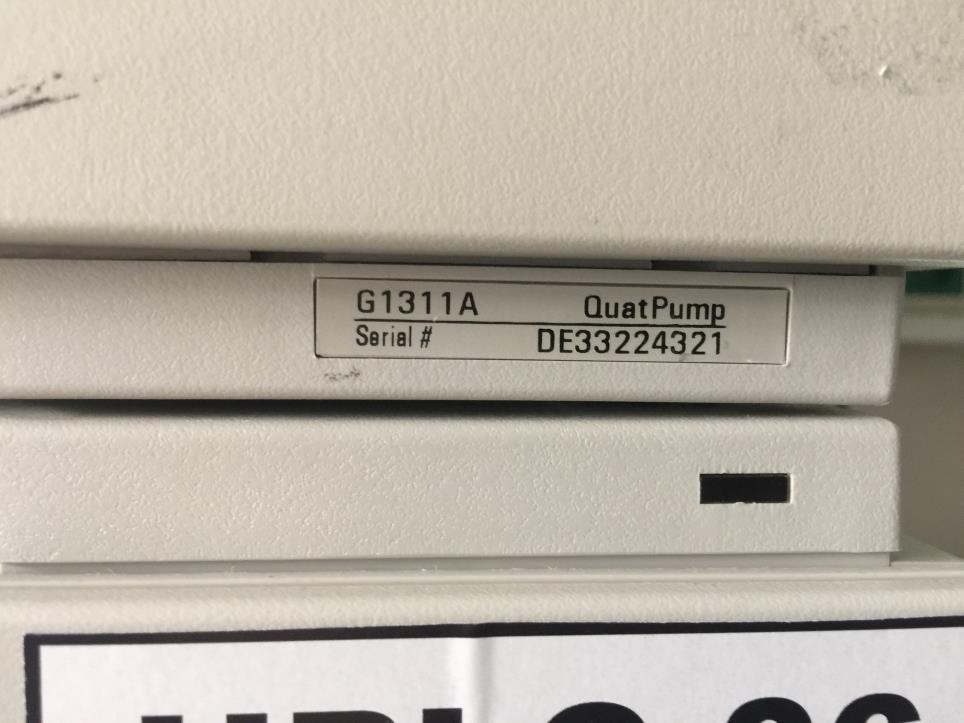 G1311A QuatPump
Serial # DE33224321